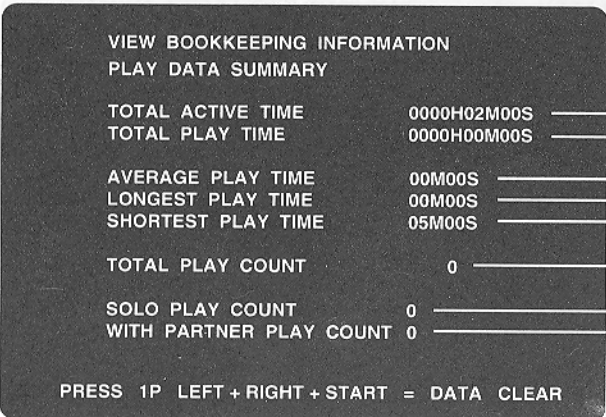 VIEW BOOKKEEPING INFORMATION
PLAY DATA SUMMARY
TOTAL ACTIVE TIME 0000H02M00S
TOTAL PLAY TIME 0000H00M00S
AVERAGE PLAY TIME 00M00S
LONGEST PLAY TIME 00M00S
SHORTEST PLAY TIME 05M00S
TOTAL PLAY COUNT 0
SOLO PLAY COUNT 0
WITH PARTNER PLAY COUNT 0
PRESS 1P LEFT + RIGHT + START = DATA CLEAR